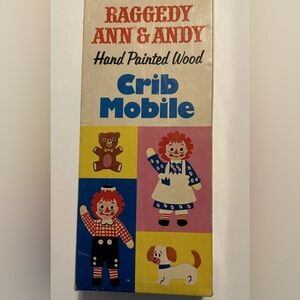 RAGGEDY
ANN & ANDY
Hand Painted Wood
Crib
Mobile